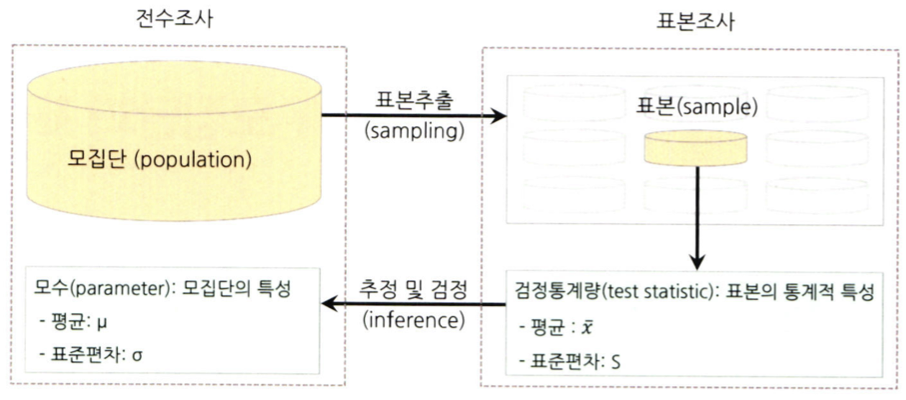 전수조사
표본조사
모집단 (population)
표본추출
(sampling)
표본(sample)
모수(parameter): 모집단의 특성
- 평균: μ
- 표준편차: σ
추정 및 검정
(inference)
검정통계량(test statistic): 표본의 통계적 특성
- 평균 : x̄
- 표준편차: S